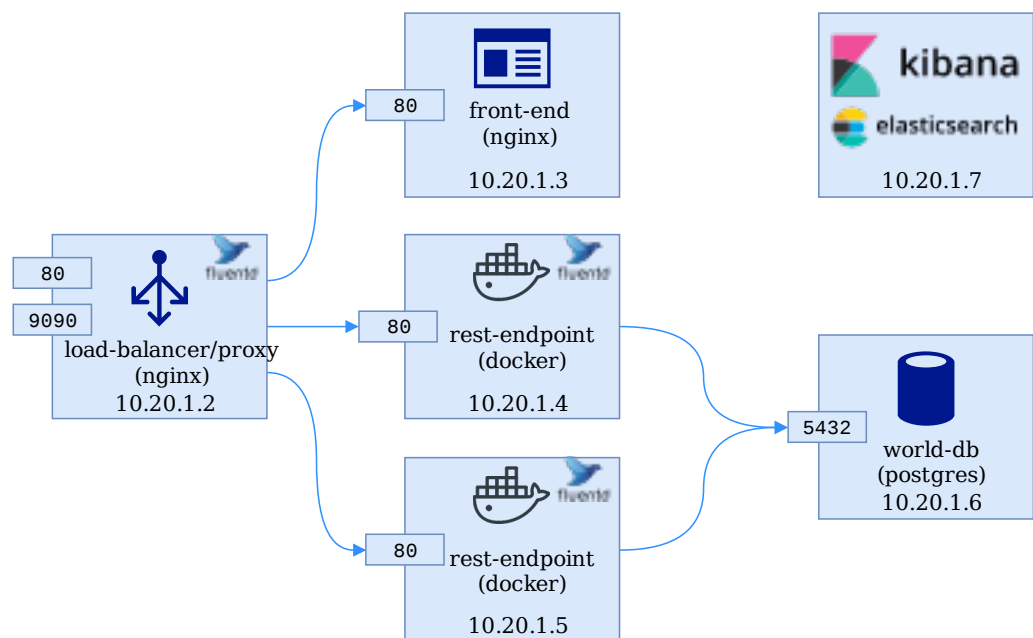 80
front-end
(nginx)
10.20.1.3
kibana
elasticsearch
10.20.1.7
80
9090
fluentd
load-balancer/proxy
(nginx)
10.20.1.2
80
fluentd
rest-endpoint
(docker)
10.20.1.4
5432
world-db
(postgres)
10.20.1.6
80
fluentd
rest-endpoint
(docker)
10.20.1.5